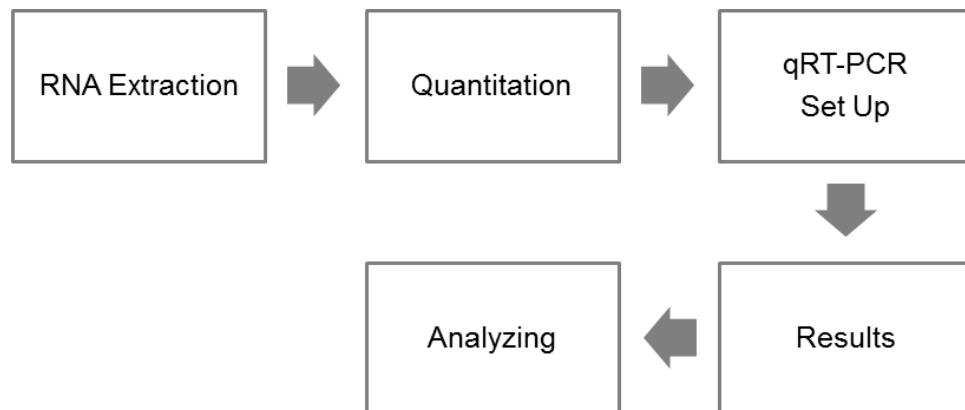 RNA Extraction
Quantitation
qRT-PCR
Set Up
Analyzing
Results